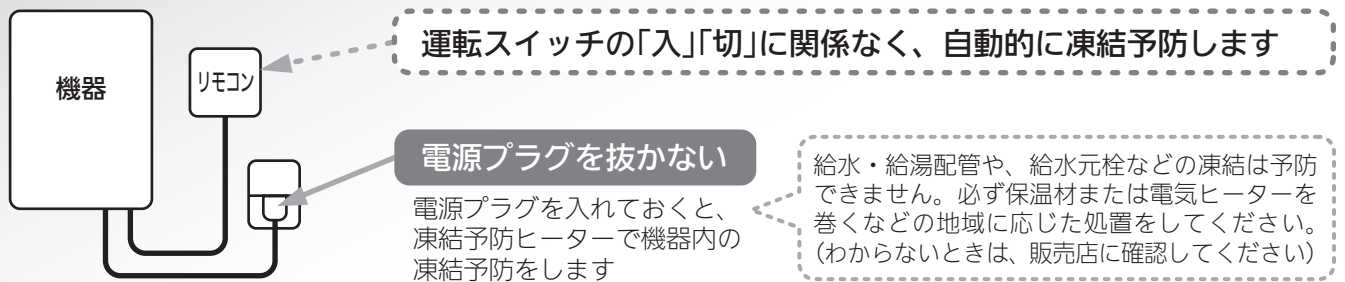 機器
リモコン
運転スイッチの「入」「切」に関係なく、自動的に凍結予防します
電源プラグを抜かない
電源プラグを入れておくと、
凍結予防ヒーターで機器内の
凍結予防をします
給水・給湯配管や、給水元栓などの凍結は予防
できません。必ず保温材または電気ヒーターを
巻くなどの地域に応じた処置をしてください。
（わからないときは、販売店に確認してください）